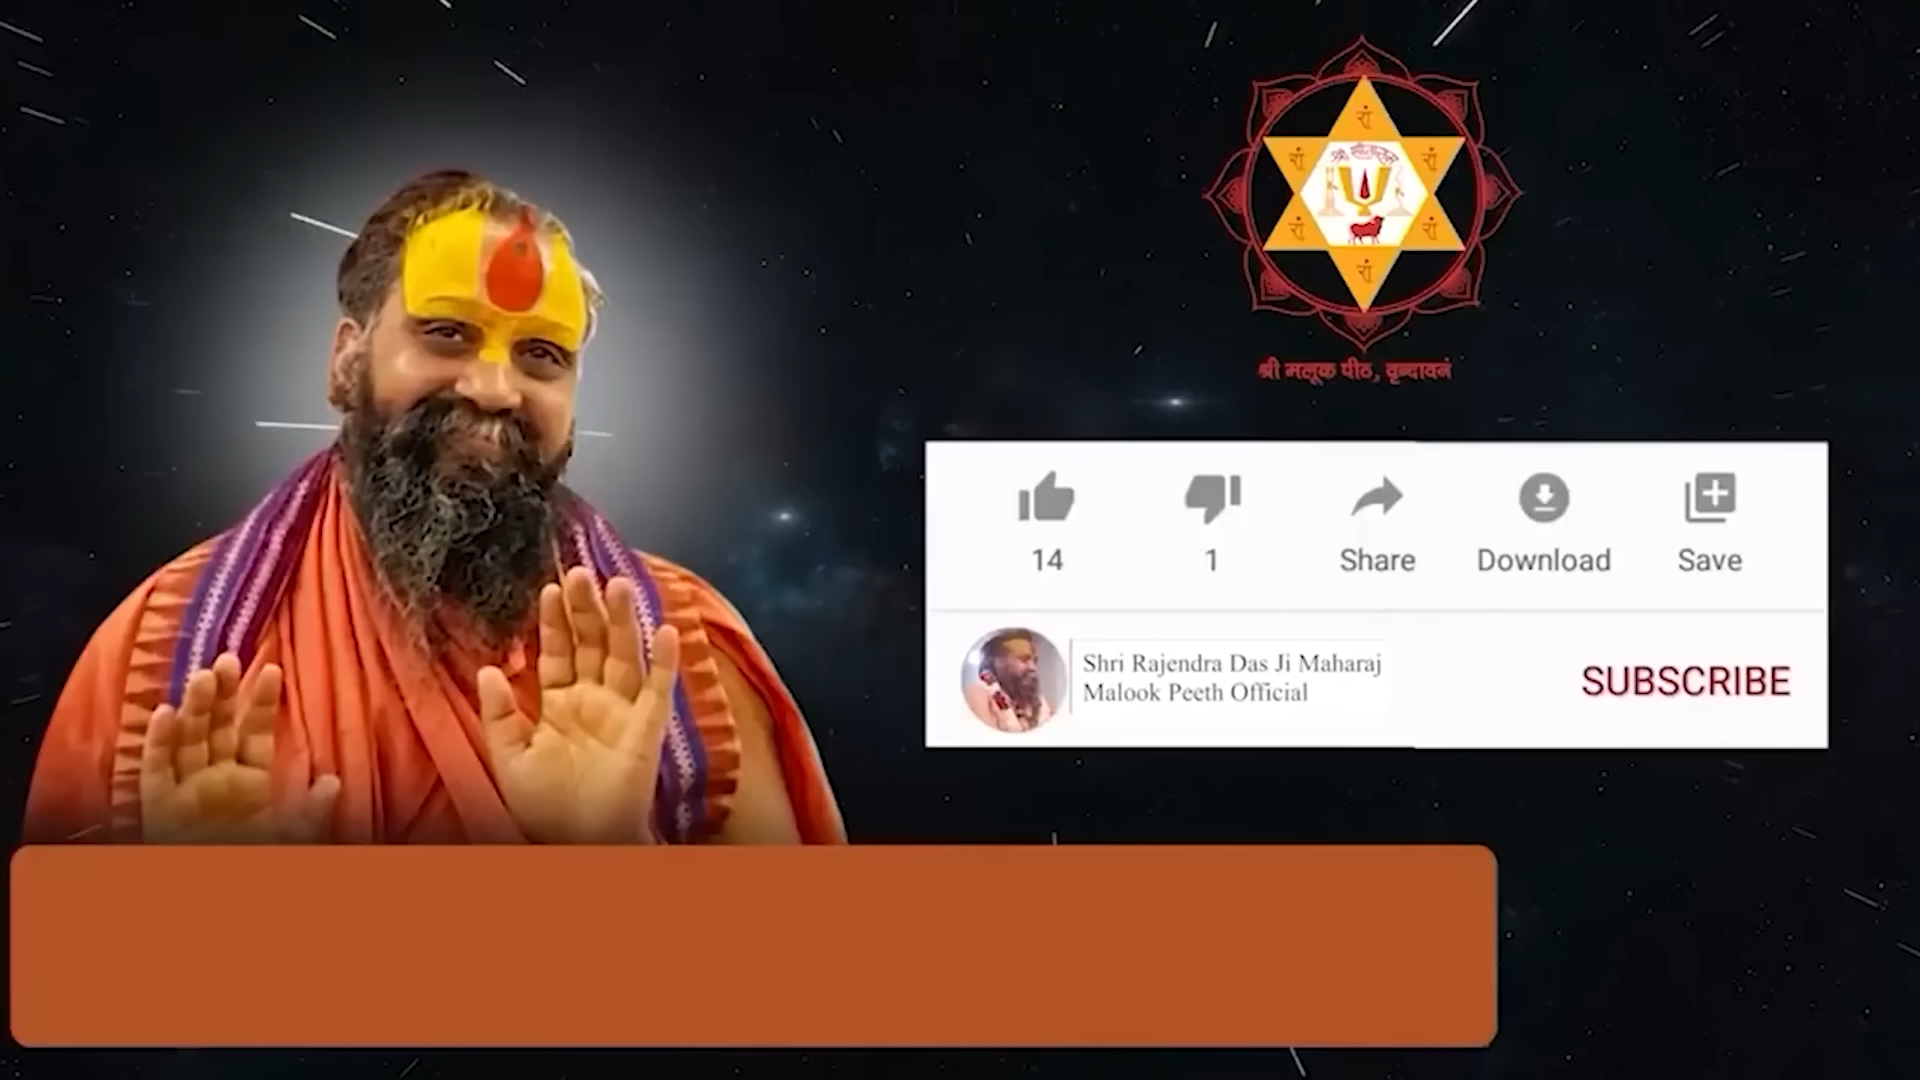 रां
रां
रां
श्री सीताराम
रां
रां
रां
श्री मलूक पीठ, वृन्दावनं
14
1
Share
Download
Save
Shri Rajendra Das Ji Maharaj
Malook Peeth Official
SUBSCRIBE